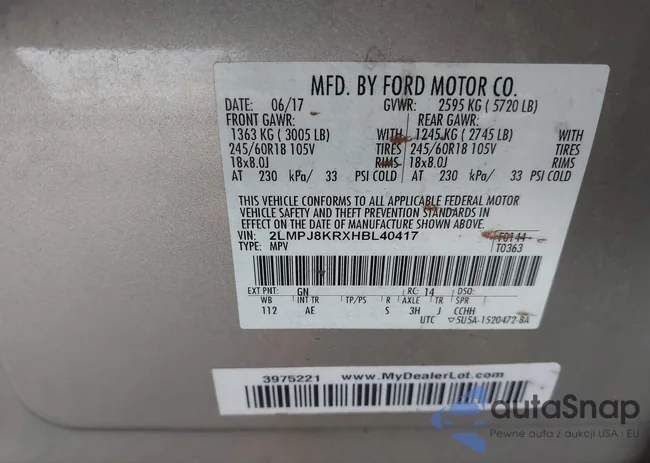 MFD. BY FORD MOTOR CO.
DATE: 06/17 GVWR: 2595 KG ( 5720 LB)
FRONT GAWR: REAR GAWR:
1363 KG ( 3005 LB) WITH 1245 KG ( 2745 LB) WITH
245/60R18 105V TIRES 245/60R18 105V TIRES
18x8.0J RIMS 18x8.0J RIMS
AT 230 kPa/ 33 PSI COLD AT 230 kPa/ 33 PSI COLD
THIS VEHICLE CONFORMS TO ALL APPLICABLE FEDERAL MOTOR
VEHICLE SAFETY AND THEFT PREVENTION STANDARDS IN
EFFECT ON THE DATE OF MANUFACTURE SHOWN ABOVE.
VIN: 2LMPJ8KRXHBL40417 F0144
TYPE: MPV T0363
EXT PNT: GN RC: 14 DSO:
WB INT TR TP/PS R AXLE TR SPR
112 AE S 3H J CCHH
UTC ▽5U5A-1520472-BA
3975221 www.MyDealerLot.com
autaSnap
Pewne auta z aukcji USA i EU